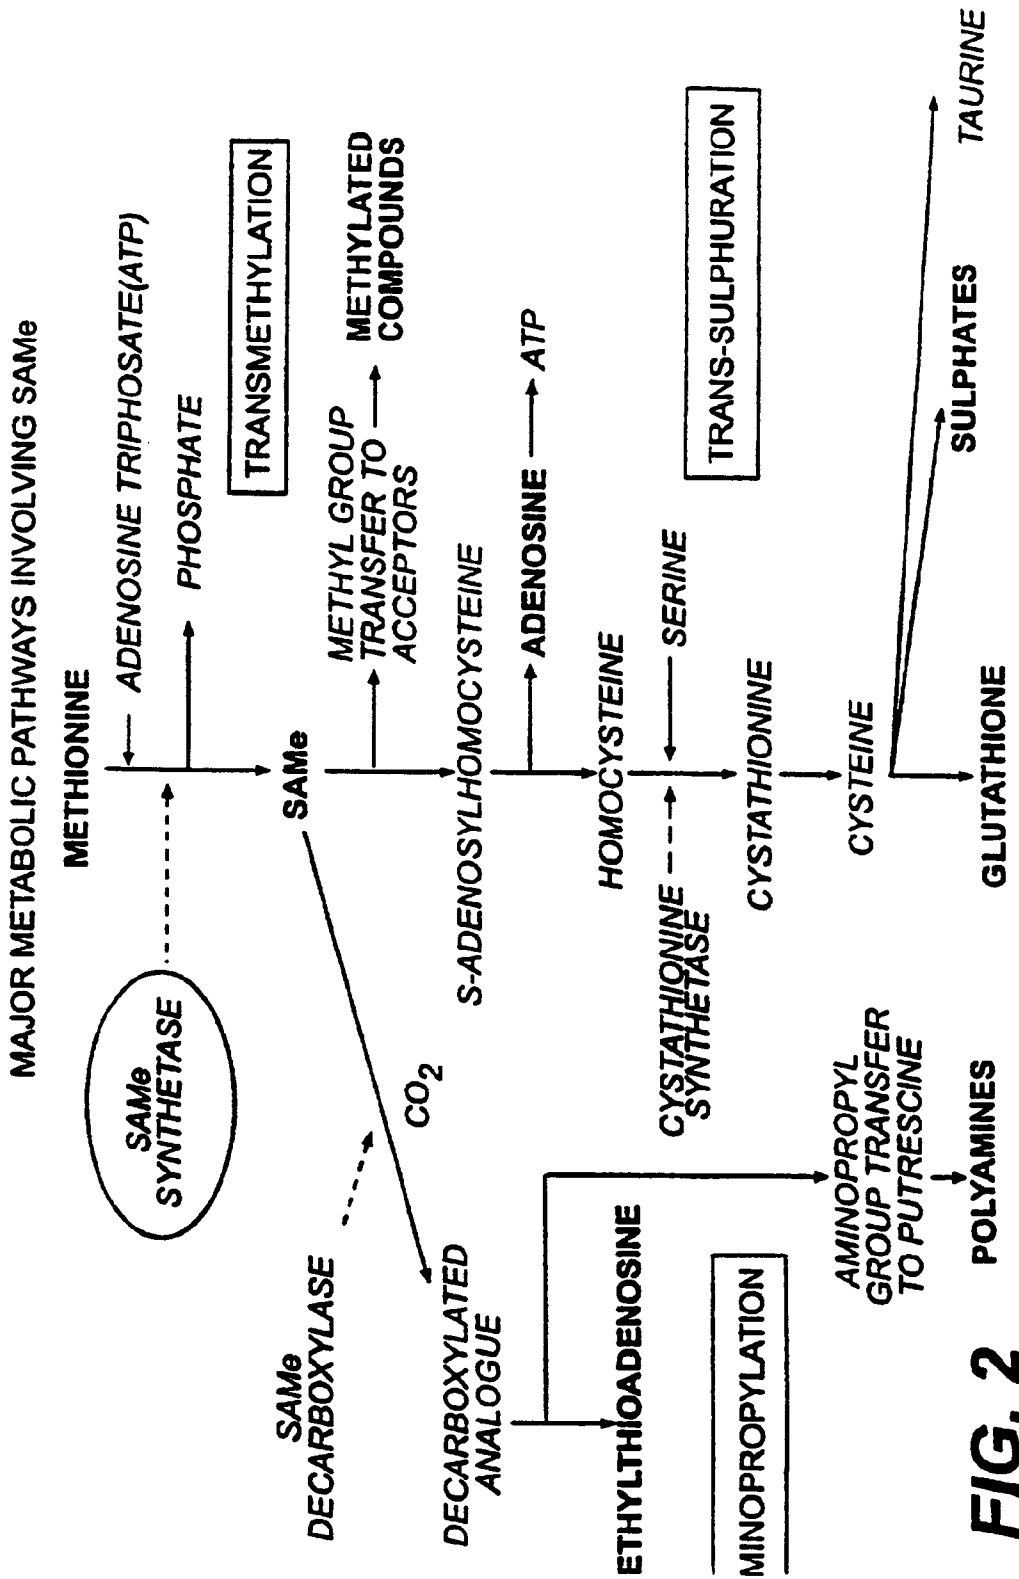 MAJOR METABOLIC PATHWAYS INVOLVING SAMe
METHIONINE
ADENOSINE TRIPHOSATE(ATP)
SAMe
SYNTHETASE
PHOSPHATE
TRANSMETHYLATION
SAMe
SAMe
DECARBOXYLASE
CO2
METHYL GROUP
TRANSFER TO
ACCEPTORS
METHYLATED
COMPOUNDS
DECARBOXYLATED
ANALOGUE
S-ADENOSYLHOMOCYSTEINE
ADENOSINE
ATP
ETHYLTHIOADENOSINE
HOMOCYSTEINE
CYSTATHIONINE
SYNTHETASE
SERINE
TRANS-SULPHURATION
MINOPROPYLATION
CYSTATHIONINE
AMINOPROPYL
GROUP TRANSFER
TO PUTRESCINE
CYSTEINE
POLYAMINES
GLUTATHIONE
SULPHATES
TAURINE
FIG. 2